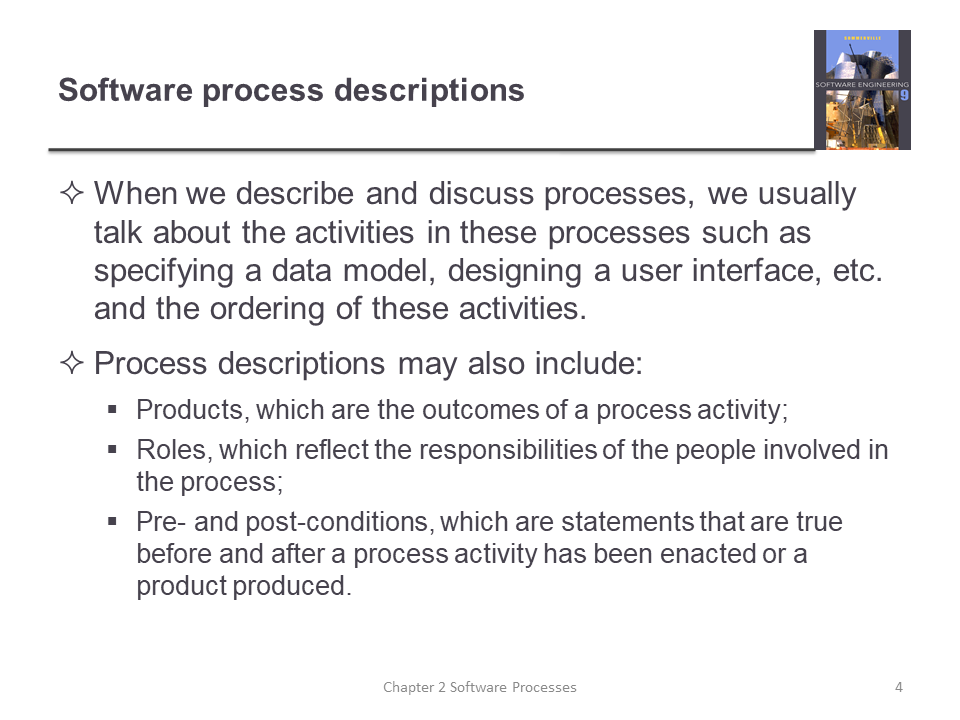 Software process descriptions
SOMMERVILLE
SOFTWARE ENGINEERING
9
✧ When we describe and discuss processes, we usually
talk about the activities in these processes such as
specifying a data model, designing a user interface, etc.
and the ordering of these activities.
✧ Process descriptions may also include:
▪ Products, which are the outcomes of a process activity;
▪ Roles, which reflect the responsibilities of the people involved in
the process;
▪ Pre- and post-conditions, which are statements that are true
before and after a process activity has been enacted or a
product produced.
Chapter 2 Software Processes
4